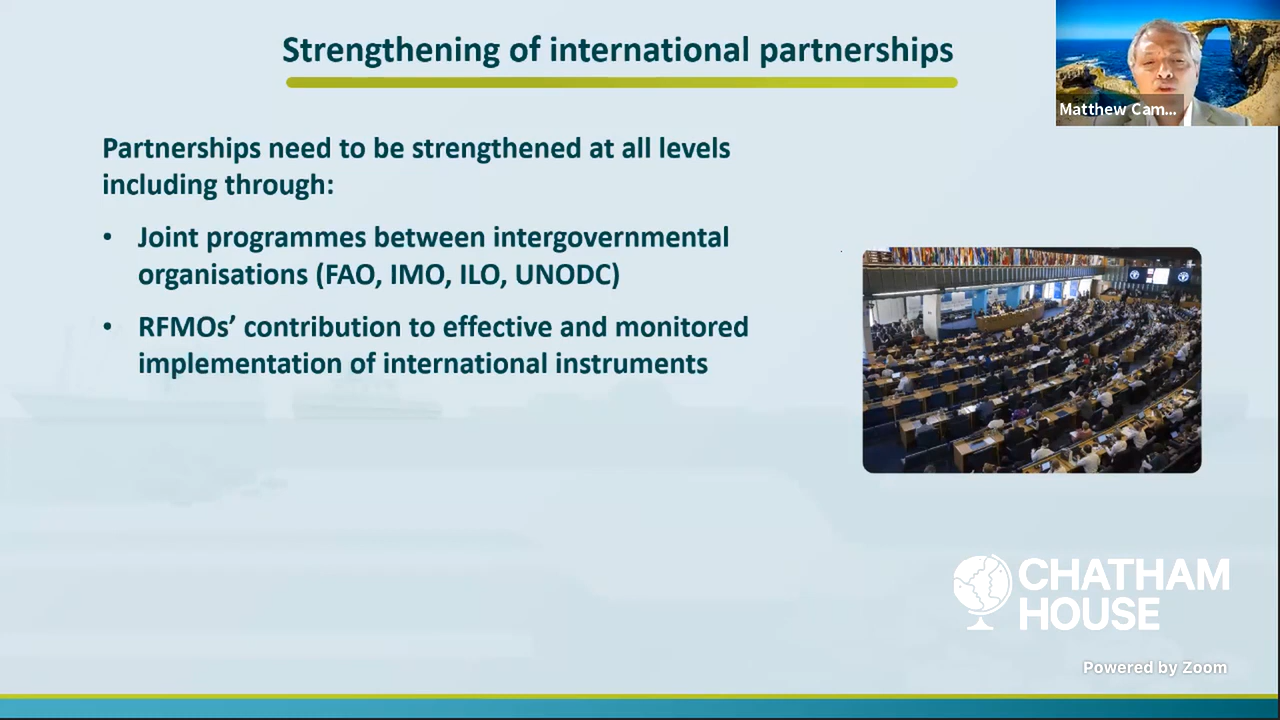 Strengthening of international partnerships
Matthew Cam...
Partnerships need to be strengthened at all levels
including through:
• Joint programmes between intergovernmental
organisations (FAO, IMO, ILO, UNODC)
• RFMOs’ contribution to effective and monitored
implementation of international instruments
CHATHAM
HOUSE
Powered by Zoom